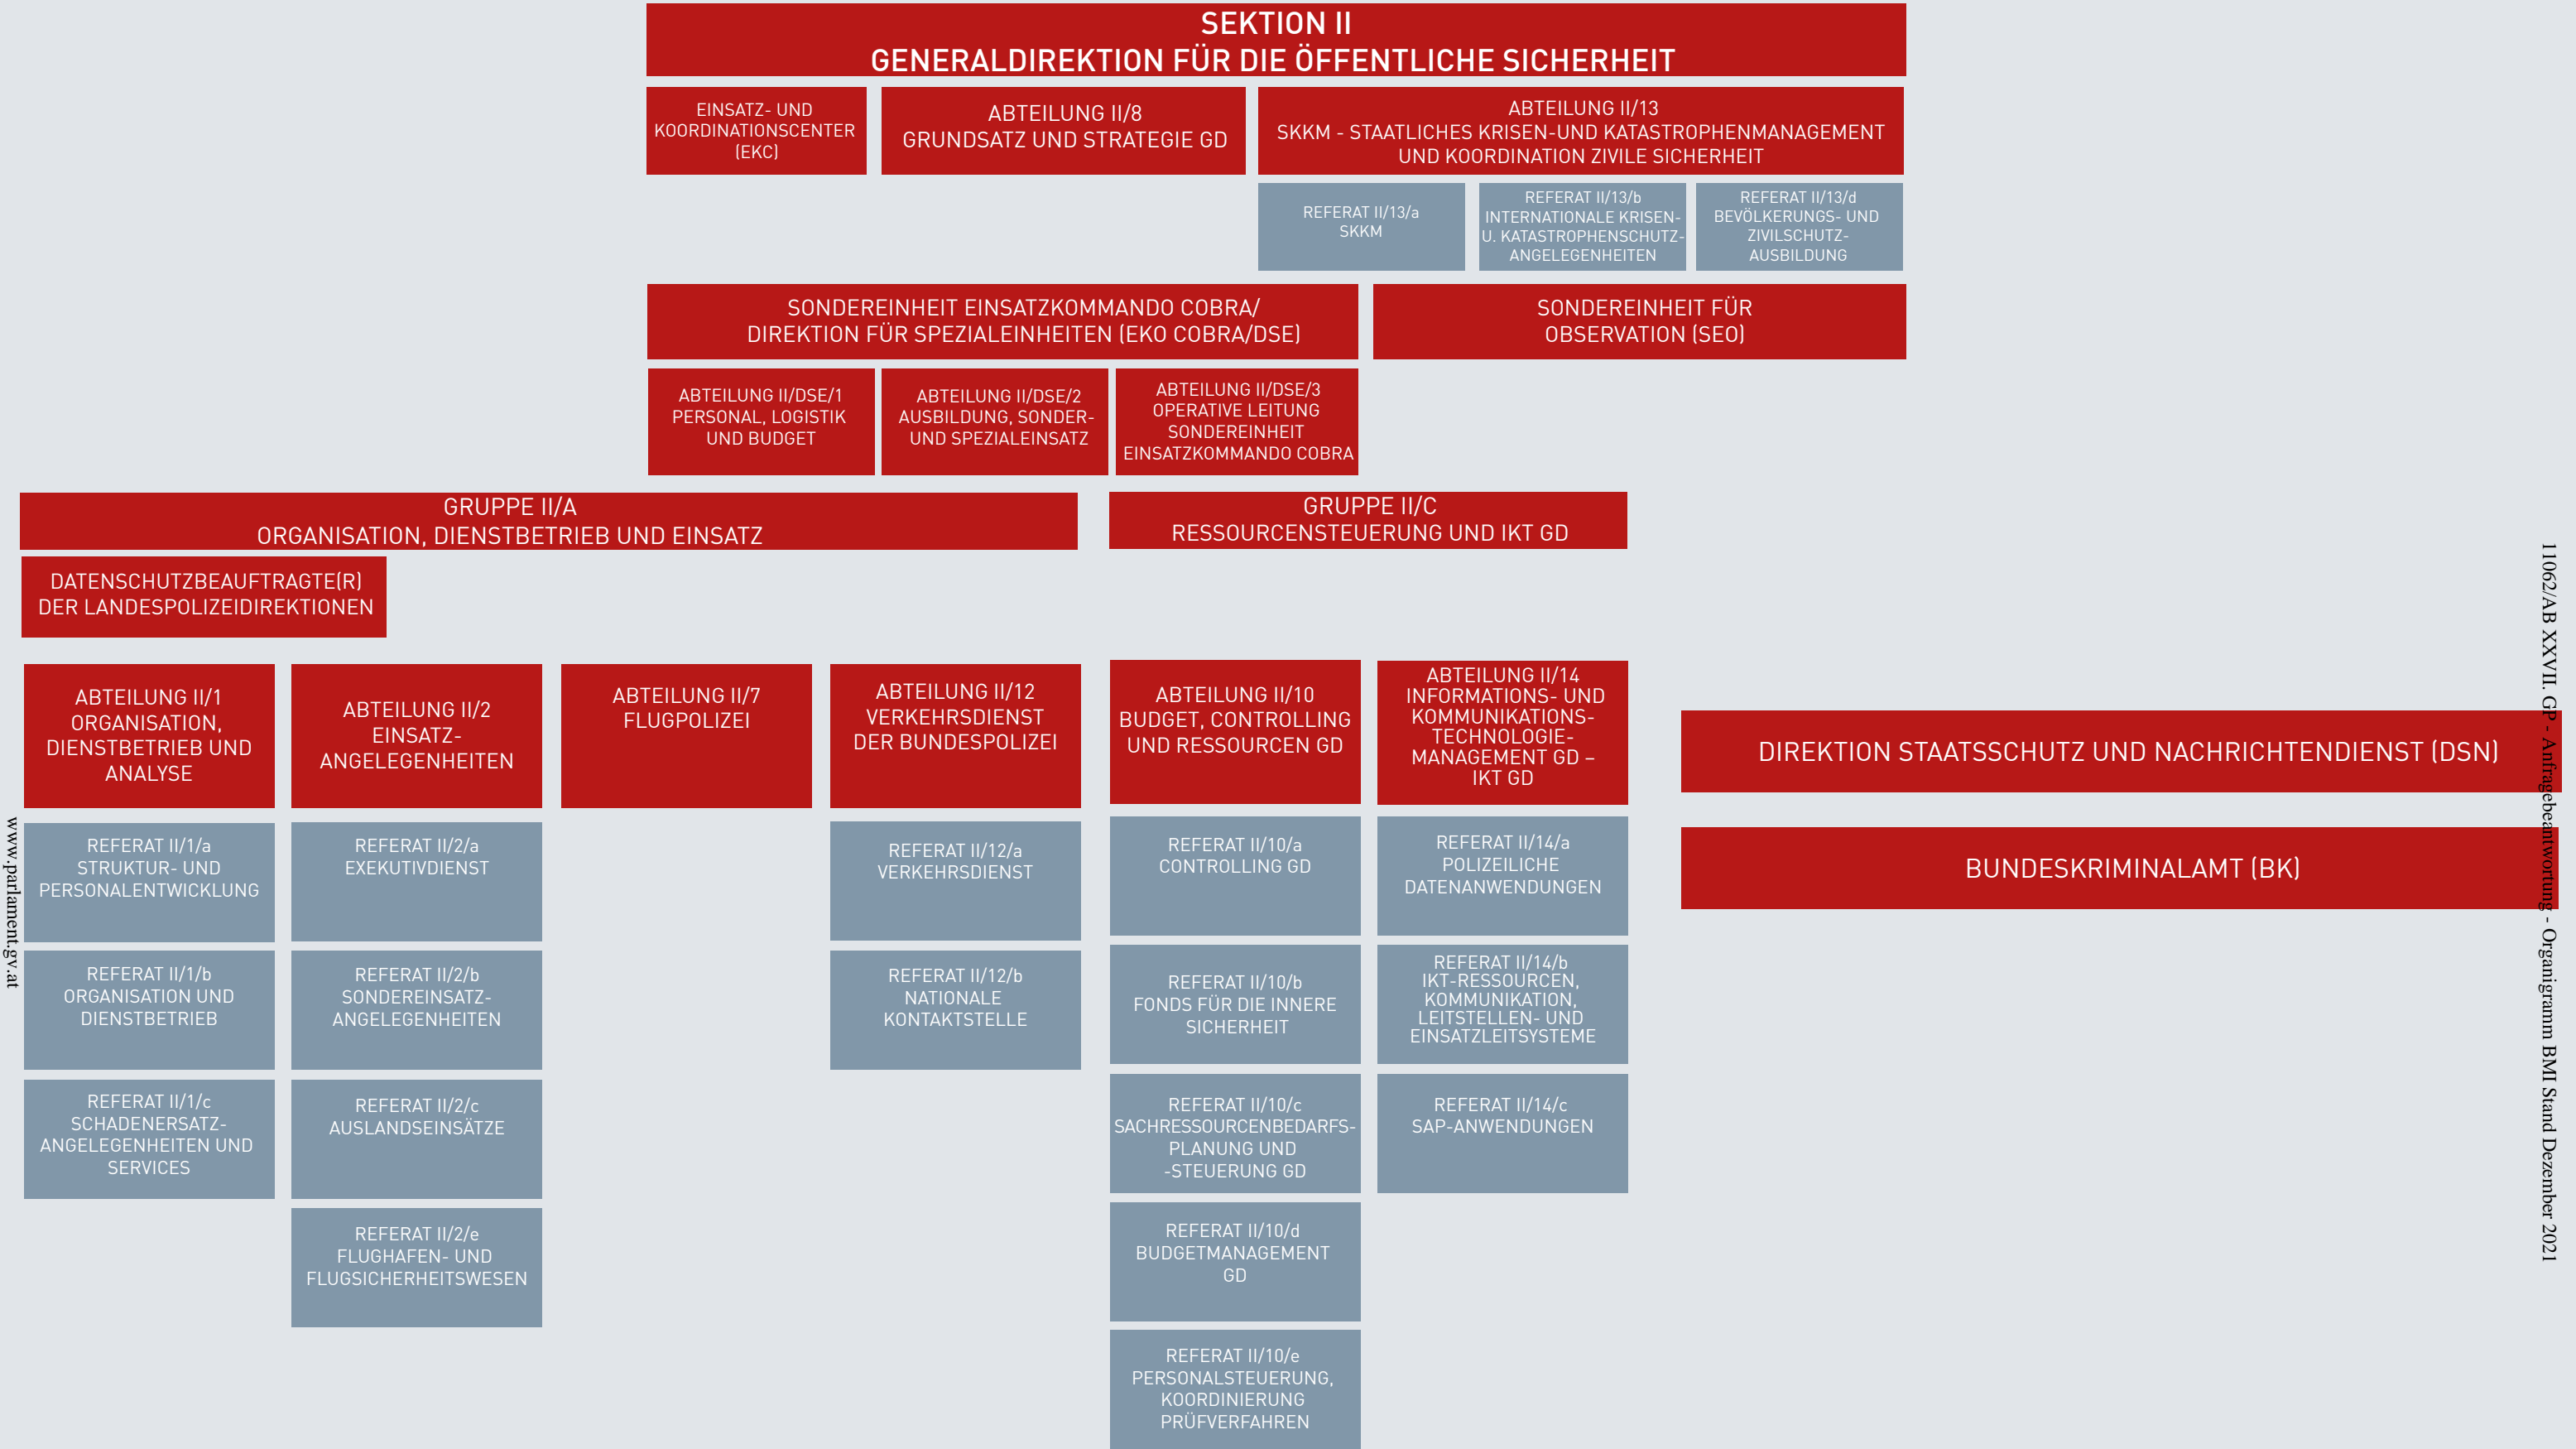 SEKTION II
GENERALDIREKTION FÜR DIE ÖFFENTLICHE SICHERHEIT
EINSATZ- UND
KOORDINATIONSCENTER
(EKC)
ABTEILUNG II/8
GRUNDSATZ UND STRATEGIE GD
ABTEILUNG II/13
SKKM - STAATLICHES KRISEN-UND KATASTROPHENMANAGEMENT
UND KOORDINATION ZIVILE SICHERHEIT
REFERAT II/13/a
SKKM
REFERAT II/13/b
INTERNATIONALE KRISEN-
U. KATASTROPHENSCHUTZ-
ANGELEGENHEITEN
REFERAT II/13/d
BEVÖLKERUNGS- UND
ZIVILSCHUTZ-
AUSBILDUNG
SONDEREINHEIT EINSATZKOMMANDO COBRA/
DIREKTION FÜR SPEZIALEINHEITEN (EKO COBRA/DSE)
SONDEREINHEIT FÜR
OBSERVATION (SEO)
ABTEILUNG II/DSE/1
PERSONAL, LOGISTIK
UND BUDGET
ABTEILUNG II/DSE/2
AUSBILDUNG, SONDER-
UND SPEZIALEINSATZ
ABTEILUNG II/DSE/3
OPERATIVE LEITUNG
SONDEREINHEIT
EINSATZKOMMANDO COBRA
GRUPPE II/A
ORGANISATION, DIENSTBETRIEB UND EINSATZ
GRUPPE II/C
RESSOURCENSTEUERUNG UND IKT GD
DATENSCHUTZBEAUFTRAGTE(R)
DER LANDESPOLIZEIDIREKTIONEN
ABTEILUNG II/1
ORGANISATION,
DIENSTBETRIEB UND
ANALYSE
REFERAT II/1/a
STRUKTUR- UND
PERSONALENTWICKLUNG
REFERAT II/1/b
ORGANISATION UND
DIENSTBETRIEB
REFERAT II/1/c
SCHADENERSATZ-
ANGELEGENHEITEN UND
SERVICES
ABTEILUNG II/2
EINSATZ-
ANGELEGENHEITEN
REFERAT II/2/a
EXEKUTIVDIENST
REFERAT II/2/b
SONDEREINSATZ-
ANGELEGENHEITEN
REFERAT II/2/c
AUSLANDSEINSÄTZE
REFERAT II/2/e
FLUGHAFEN- UND
FLUGSICHERHEITSWESEN
ABTEILUNG II/7
FLUGPOLIZEI
ABTEILUNG II/12
VERKEHRSDIENST
DER BUNDESPOLIZEI
REFERAT II/12/a
VERKEHRSDIENST
REFERAT II/12/b
NATIONALE
KONTAKTSTELLE
ABTEILUNG II/10
BUDGET, CONTROLLING
UND RESSOURCEN GD
REFERAT II/10/a
CONTROLLING GD
REFERAT II/10/b
FONDS FÜR DIE INNERE
SICHERHEIT
REFERAT II/10/c
SACHRESSOURCENBEDARFS-
PLANUNG UND
-STEUERUNG GD
REFERAT II/10/d
BUDGETMANAGEMENT
GD
REFERAT II/10/e
PERSONALSTEUERUNG,
KOORDINIERUNG
PRÜFVERFAHREN
ABTEILUNG II/14
INFORMATIONS- UND
KOMMUNIKATIONS-
TECHNOLOGIE-
MANAGEMENT GD –
IKT GD
REFERAT II/14/a
POLIZEILICHE
DATENANWENDUNGEN
REFERAT II/14/b
IKT-RESSOURCEN,
KOMMUNIKATION,
LEITSTELLEN- UND
EINSATZLEITSYSTEME
REFERAT II/14/c
SAP-ANWENDUNGEN
DIREKTION STAATSSCHUTZ UND NACHRICHTENDIENST (DSN)
BUNDESKRIMINALAMT (BK)
11062/AB XXVII. GP - Anfragebeantwortung - Organigramm BMI Stand Dezember 2021
www.parlament.gv.at